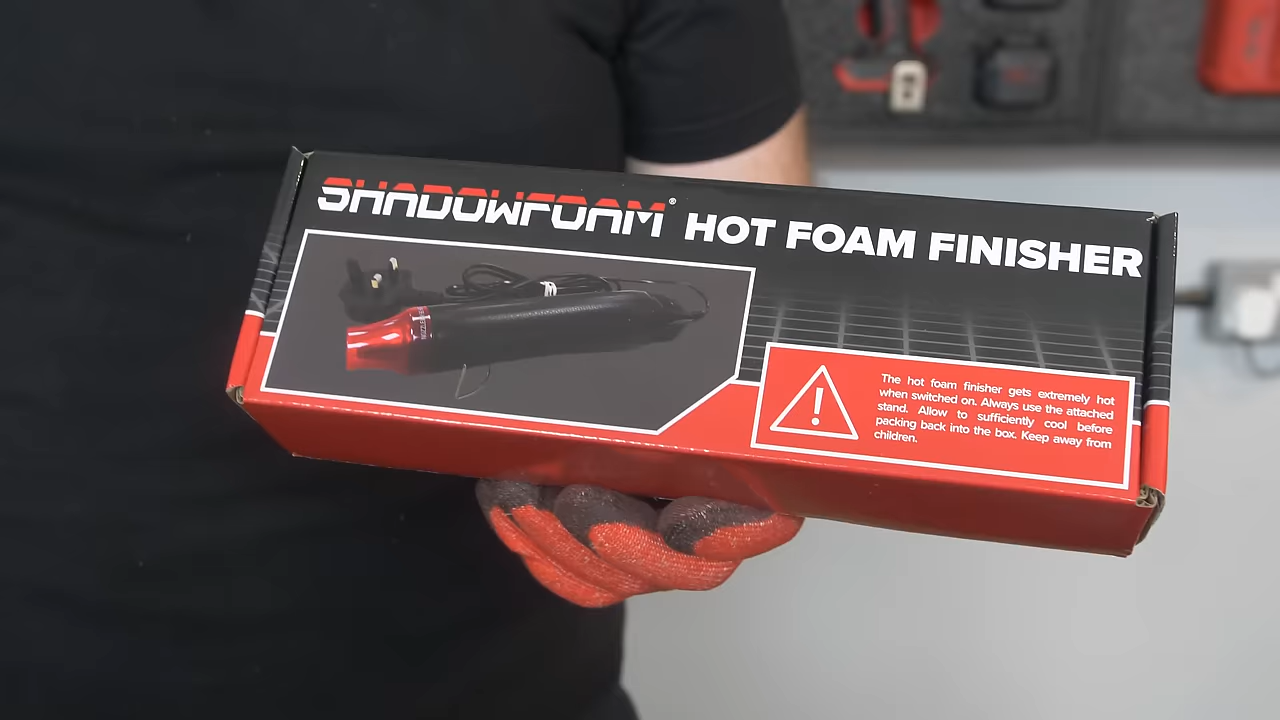 SHADOWFOAM® HOT FOAM FINISHER
The hot foam finisher gets extremely hot
when switched on. Always use the attached
stand. Allow to sufficiently cool before
packing back into the box. Keep away from
children.